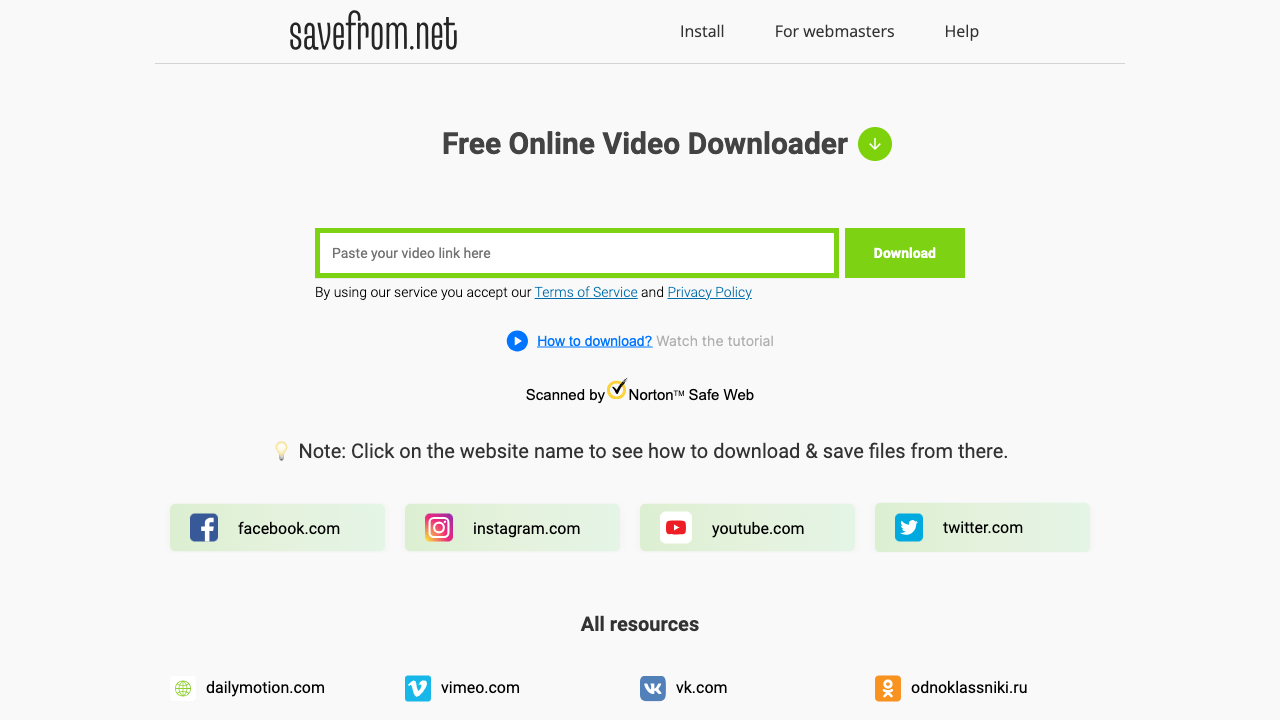 savefrom.net
Install
For webmasters
Help
Free Online Video Downloader
Paste your video link here
Download
By using our service you accept our Terms of Service and Privacy Policy
How to download? Watch the tutorial
Scanned by Norton™ Safe Web
Note: Click on the website name to see how to download & save files from there.
facebook.com
instagram.com
youtube.com
twitter.com
All resources
dailymotion.com
vimeo.com
vk.com
odnoklassniki.ru